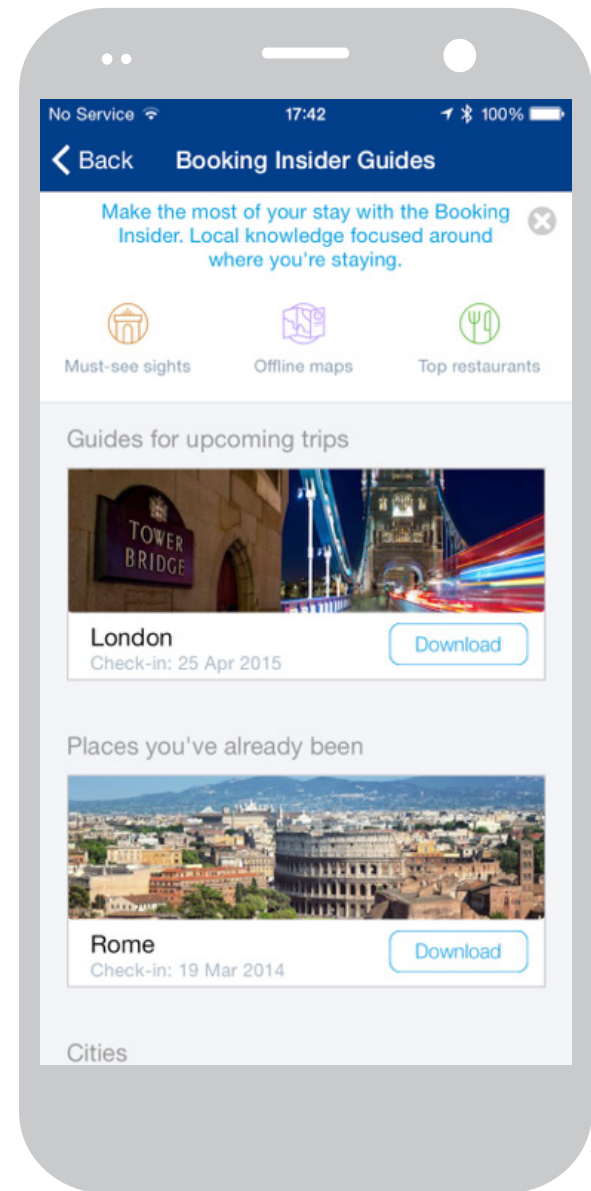 No Service 17:42 100%
Back Booking Insider Guides
Make the most of your stay with the Booking
Insider. Local knowledge focused around
where you're staying.
Must-see sights Offline maps Top restaurants
Guides for upcoming trips
TOWER
BRIDGE
London
Check-in: 25 Apr 2015
Download
Places you've already been
Rome
Check-in: 19 Mar 2014
Download
Cities